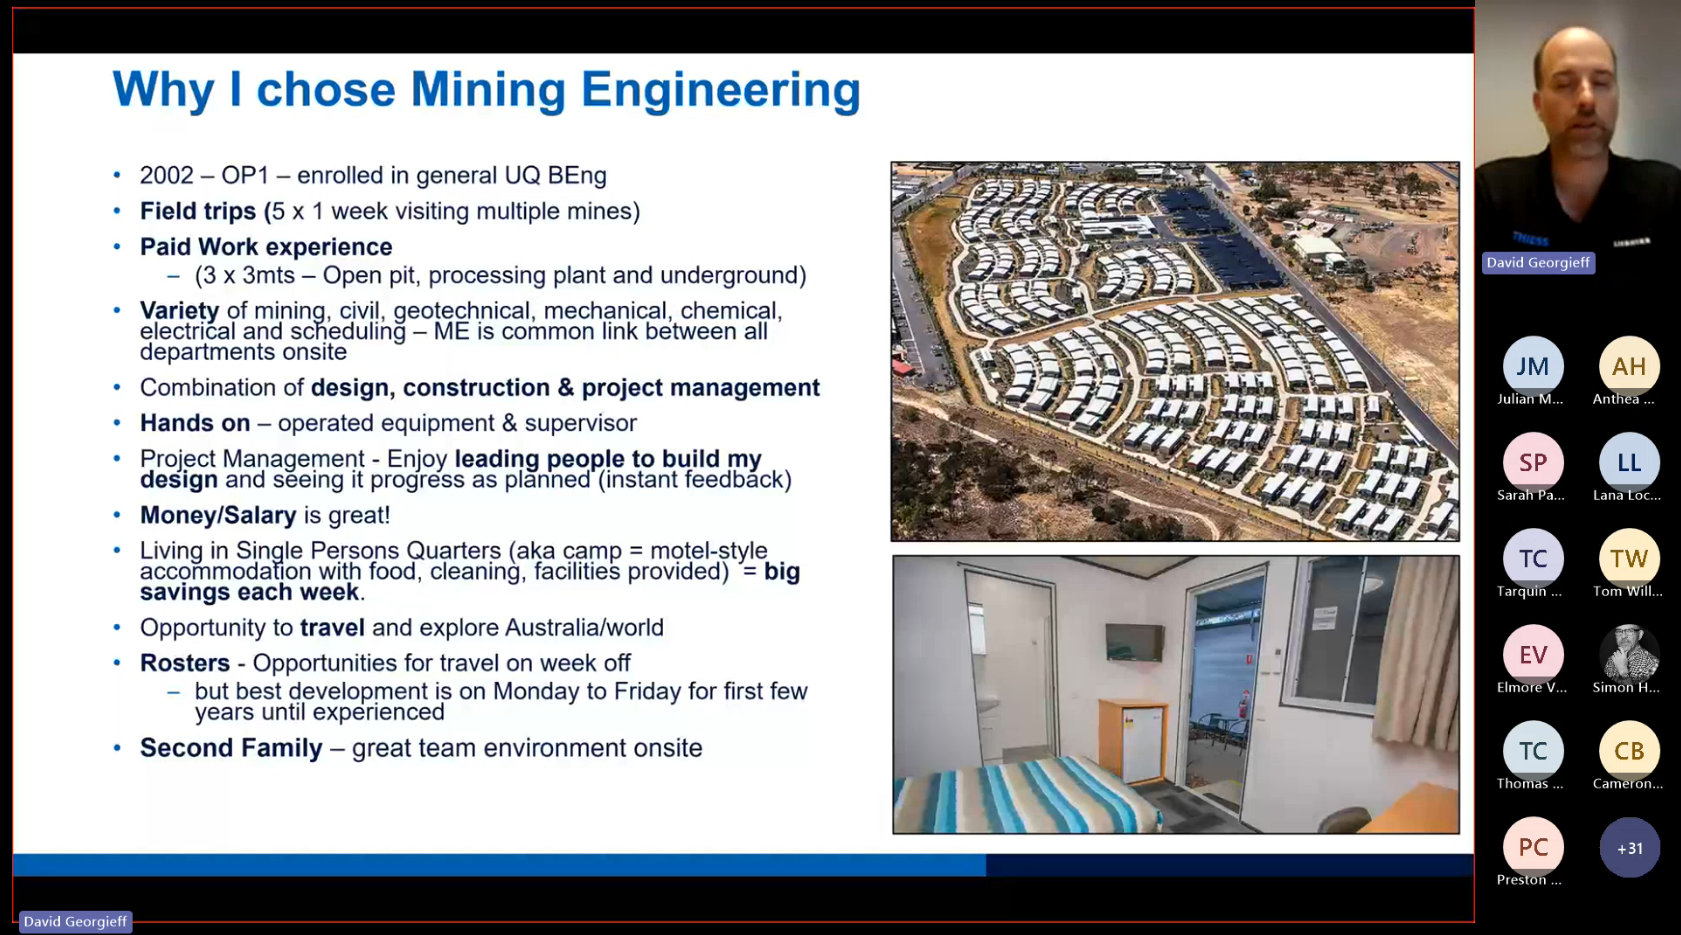 Why I chose Mining Engineering
• 2002 – OP1 – enrolled in general UQ BEng
• Field trips (5 x 1 week visiting multiple mines)
• Paid Work experience
– (3 x 3mts – Open pit, processing plant and underground)
• Variety of mining, civil, geotechnical, mechanical, chemical,
electrical and scheduling – ME is common link between all
departments onsite
• Combination of design, construction & project management
• Hands on – operated equipment & supervisor
• Project Management - Enjoy leading people to build my
design and seeing it progress as planned (instant feedback)
• Money/Salary is great!
• Living in Single Persons Quarters (aka camp = motel-style
accommodation with food, cleaning, facilities provided) = big
savings each week.
• Opportunity to travel and explore Australia/world
• Rosters - Opportunities for travel on week off
– but best development is on Monday to Friday for first few
years until experienced
• Second Family – great team environment onsite
David Georgieff
THIESS
LIEBHERR
David Georgieff
JM
Julian M...
AH
Anthea ...
SP
Sarah Pa...
LL
Lana Loc...
TC
Tarquin ...
TW
Tom Will...
EV
Elmore V...
Simon H...
TC
Thomas ...
CB
Cameron...
PC
Preston ...
+31